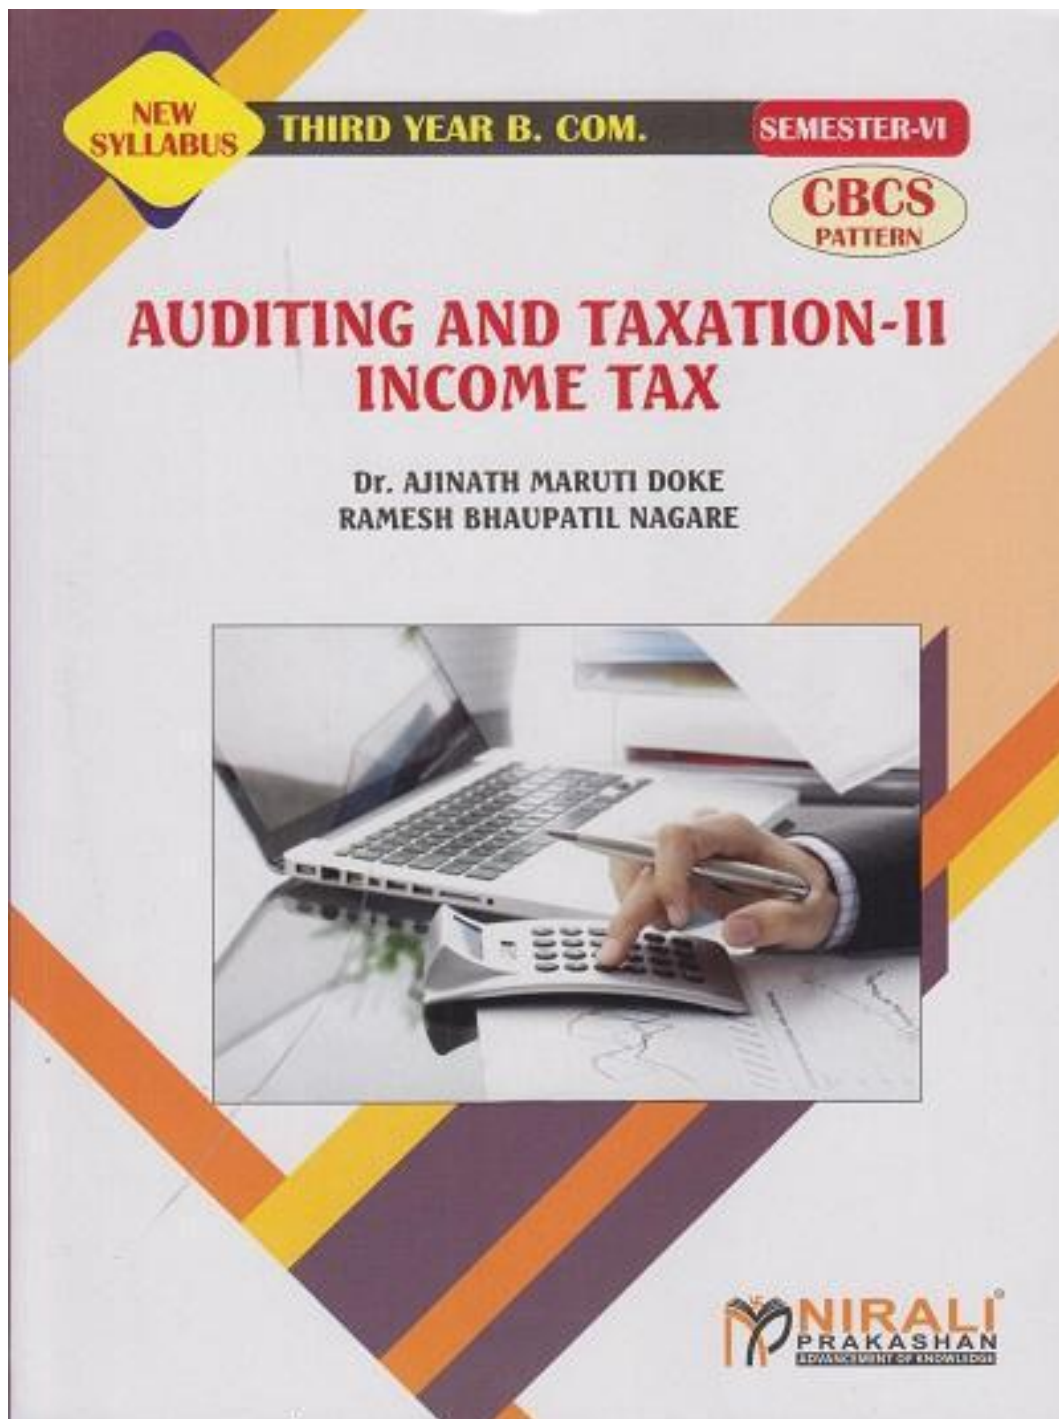 NEW
SYLLABUS
THIRD YEAR B. COM.
SEMESTER-VI
CBCS
PATTERN
AUDITING AND TAXATION-II
INCOME TAX
Dr. AJINATH MARUTI DOKE
RAMESH BHAUPATIL NAGARE
NIRALI
PRAKASHAN
ADVANCEMENT OF KNOWLEDGE